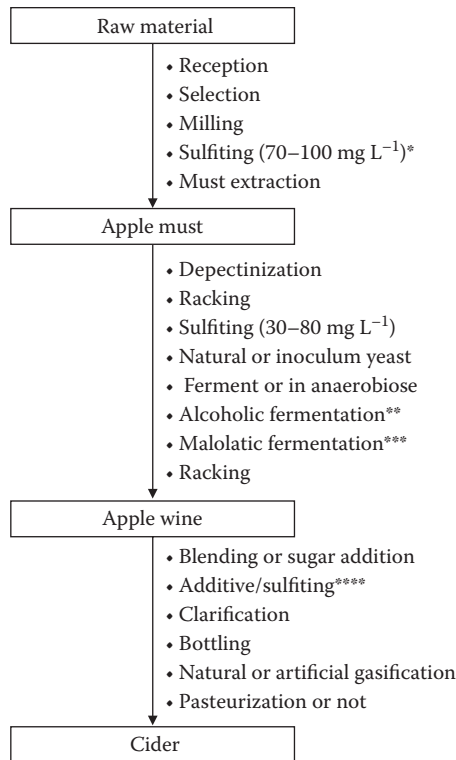 Raw material
• Reception
• Selection
• Milling
• Sulfiting (70–100 mg L⁻¹)*
• Must extraction
Apple must
• Depectinization
• Racking
• Sulfiting (30–80 mg L⁻¹)
• Natural or inoculum yeast
• Ferment or in anaerobiose
• Alcoholic fermentation**
• Malolatic fermentation***
• Racking
Apple wine
• Blending or sugar addition
• Additive/sulfiting****
• Clarification
• Bottling
• Natural or artificial gasification
• Pasteurization or not
Cider